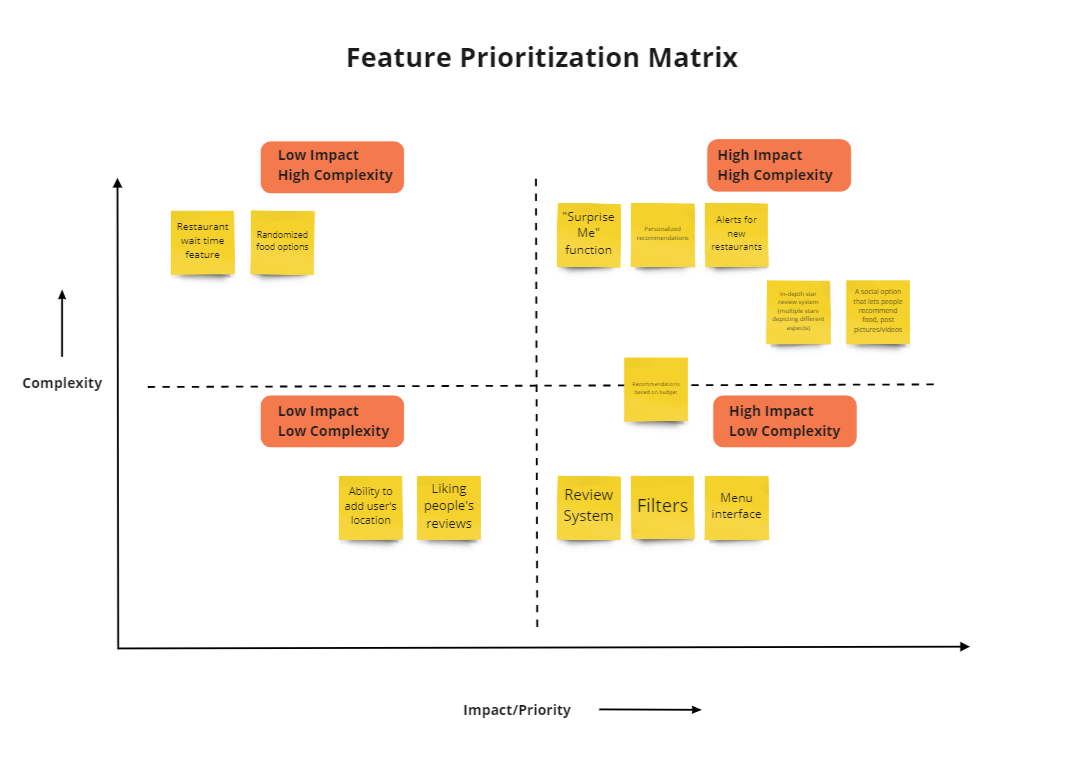 Feature Prioritization Matrix
Low Impact
High Complexity
High Impact
High Complexity
Restaurant
wait time
feature
Randomized
food options
"Surprise
Me"
function
Personalized
recommendations
Alerts for
new
restaurants
In-depth star
review system
(multiple stars
depicting different
aspects)
A social option
that lets people
recommend
food, post
pictures/videos
Complexity
Recommendations
based on budget
Low Impact
Low Complexity
High Impact
Low Complexity
Ability to
add user's
location
Liking
people's
reviews
Review
System
Filters
Menu
interface
Impact/Priority